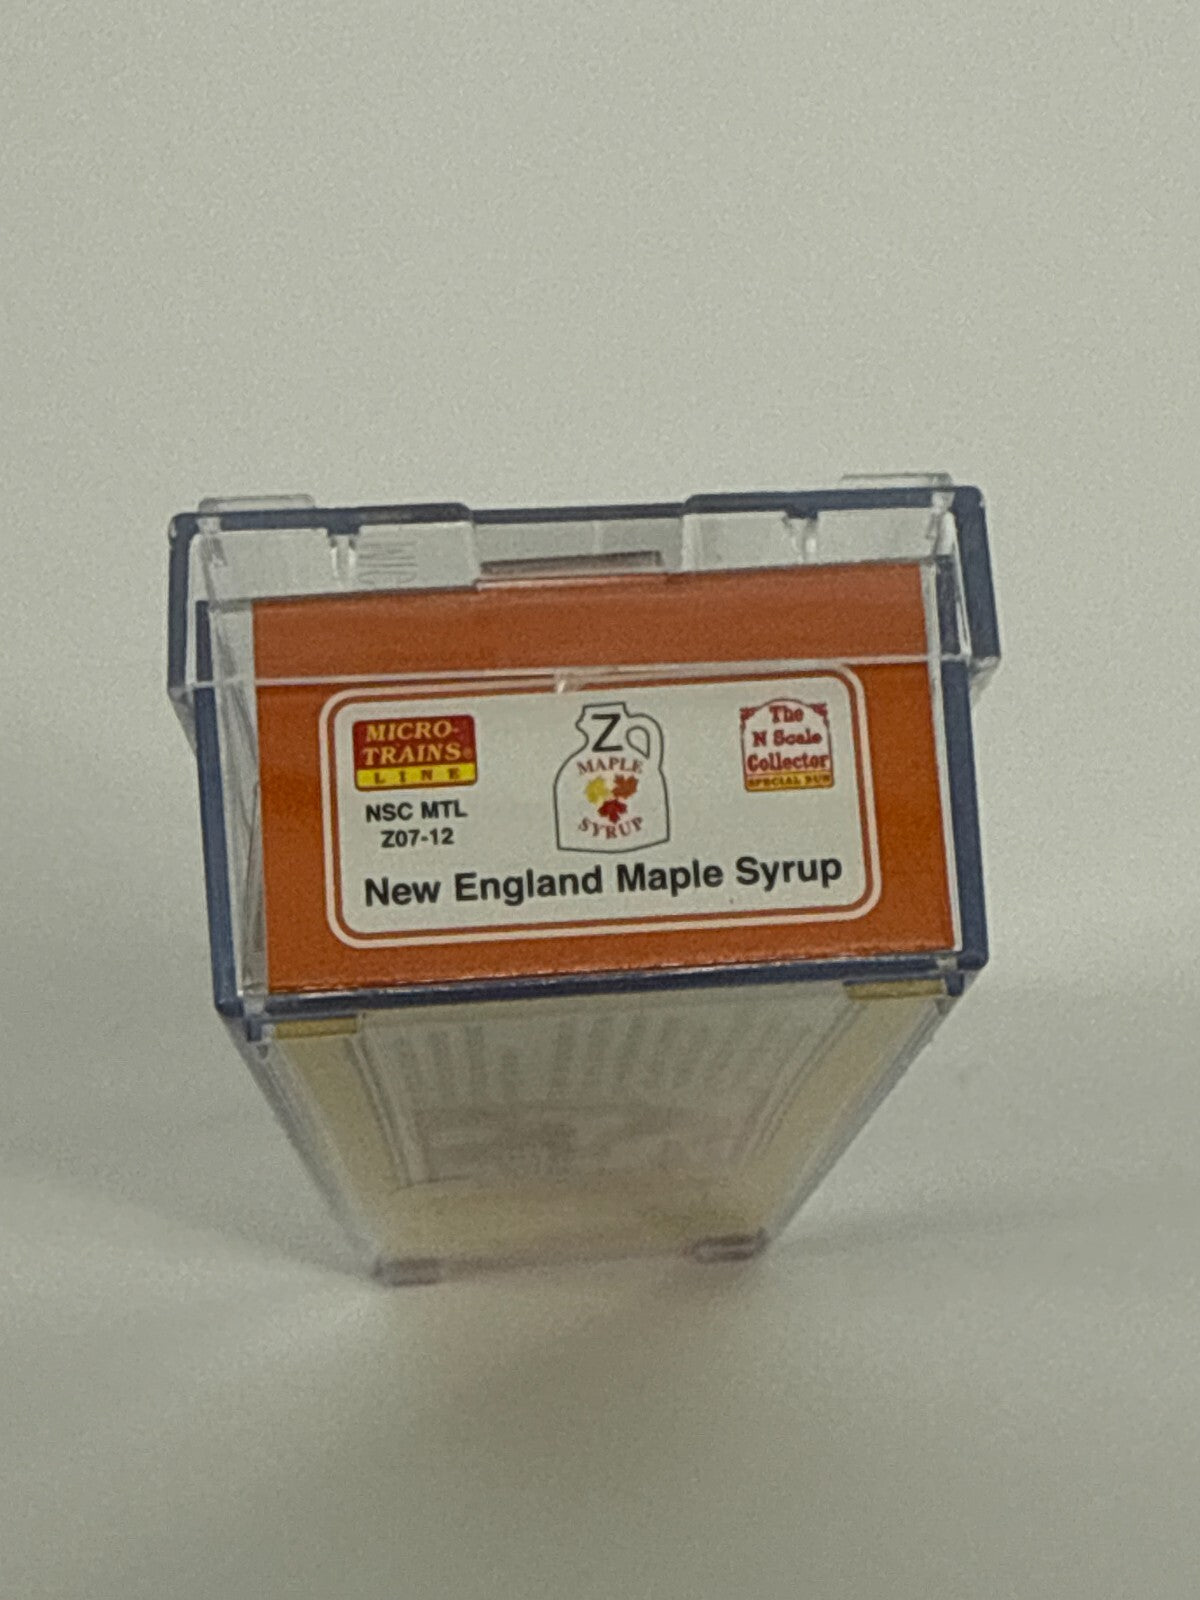 MICRO-
TRAINS®
LINE
NSC MTL
Z07-12
Z
MAPLE
SYRUP
The
N Scale
Collector
SPECIAL RUN
New England Maple Syrup